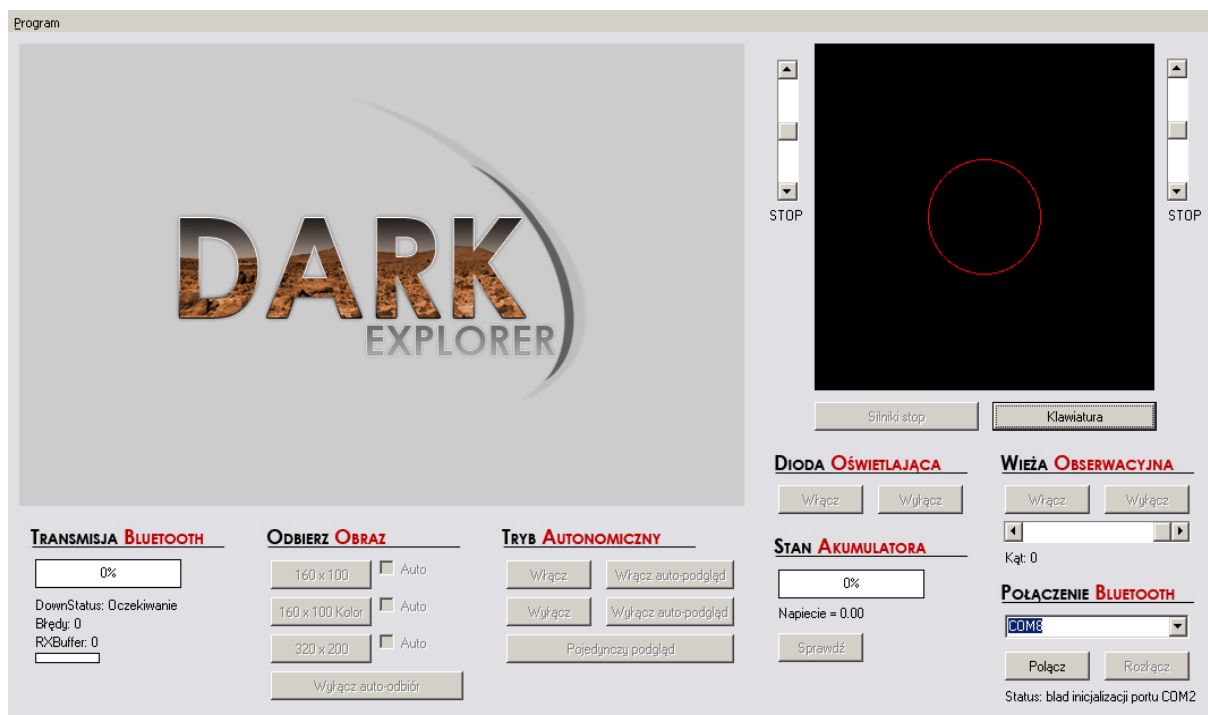 Program
DARK
EXPLORER
STOP
STOP
Silniki stop
Klawiatura
DIODA OŚWIETLAJĄCA
Włącz
Wyłącz
WIEŻA OBSERWACYJNA
Włącz
Wyłącz
Kąt: 0
TRANSMISJA BLUETOOTH
0%
DownStatus: Oczekiwanie
Błędy: 0
RXBuffer: 0
ODBIERZ OBRAZ
160 x 100
Auto
160 x 100 Kolor
Auto
320 x 200
Auto
Wyłącz auto-odbiór
TRYB AUTONOMICZNY
Włącz
Włącz auto-podgląd
Wyłącz
Wyłącz auto-podgląd
Pojedynczy podgląd
STAN AKUMULATORA
0%
Napiecie = 0.00
Sprawdź
POŁĄCZENIE BLUETOOTH
COM8
Połącz
Rozłącz
Status: blad inicjalizacji portu COM2